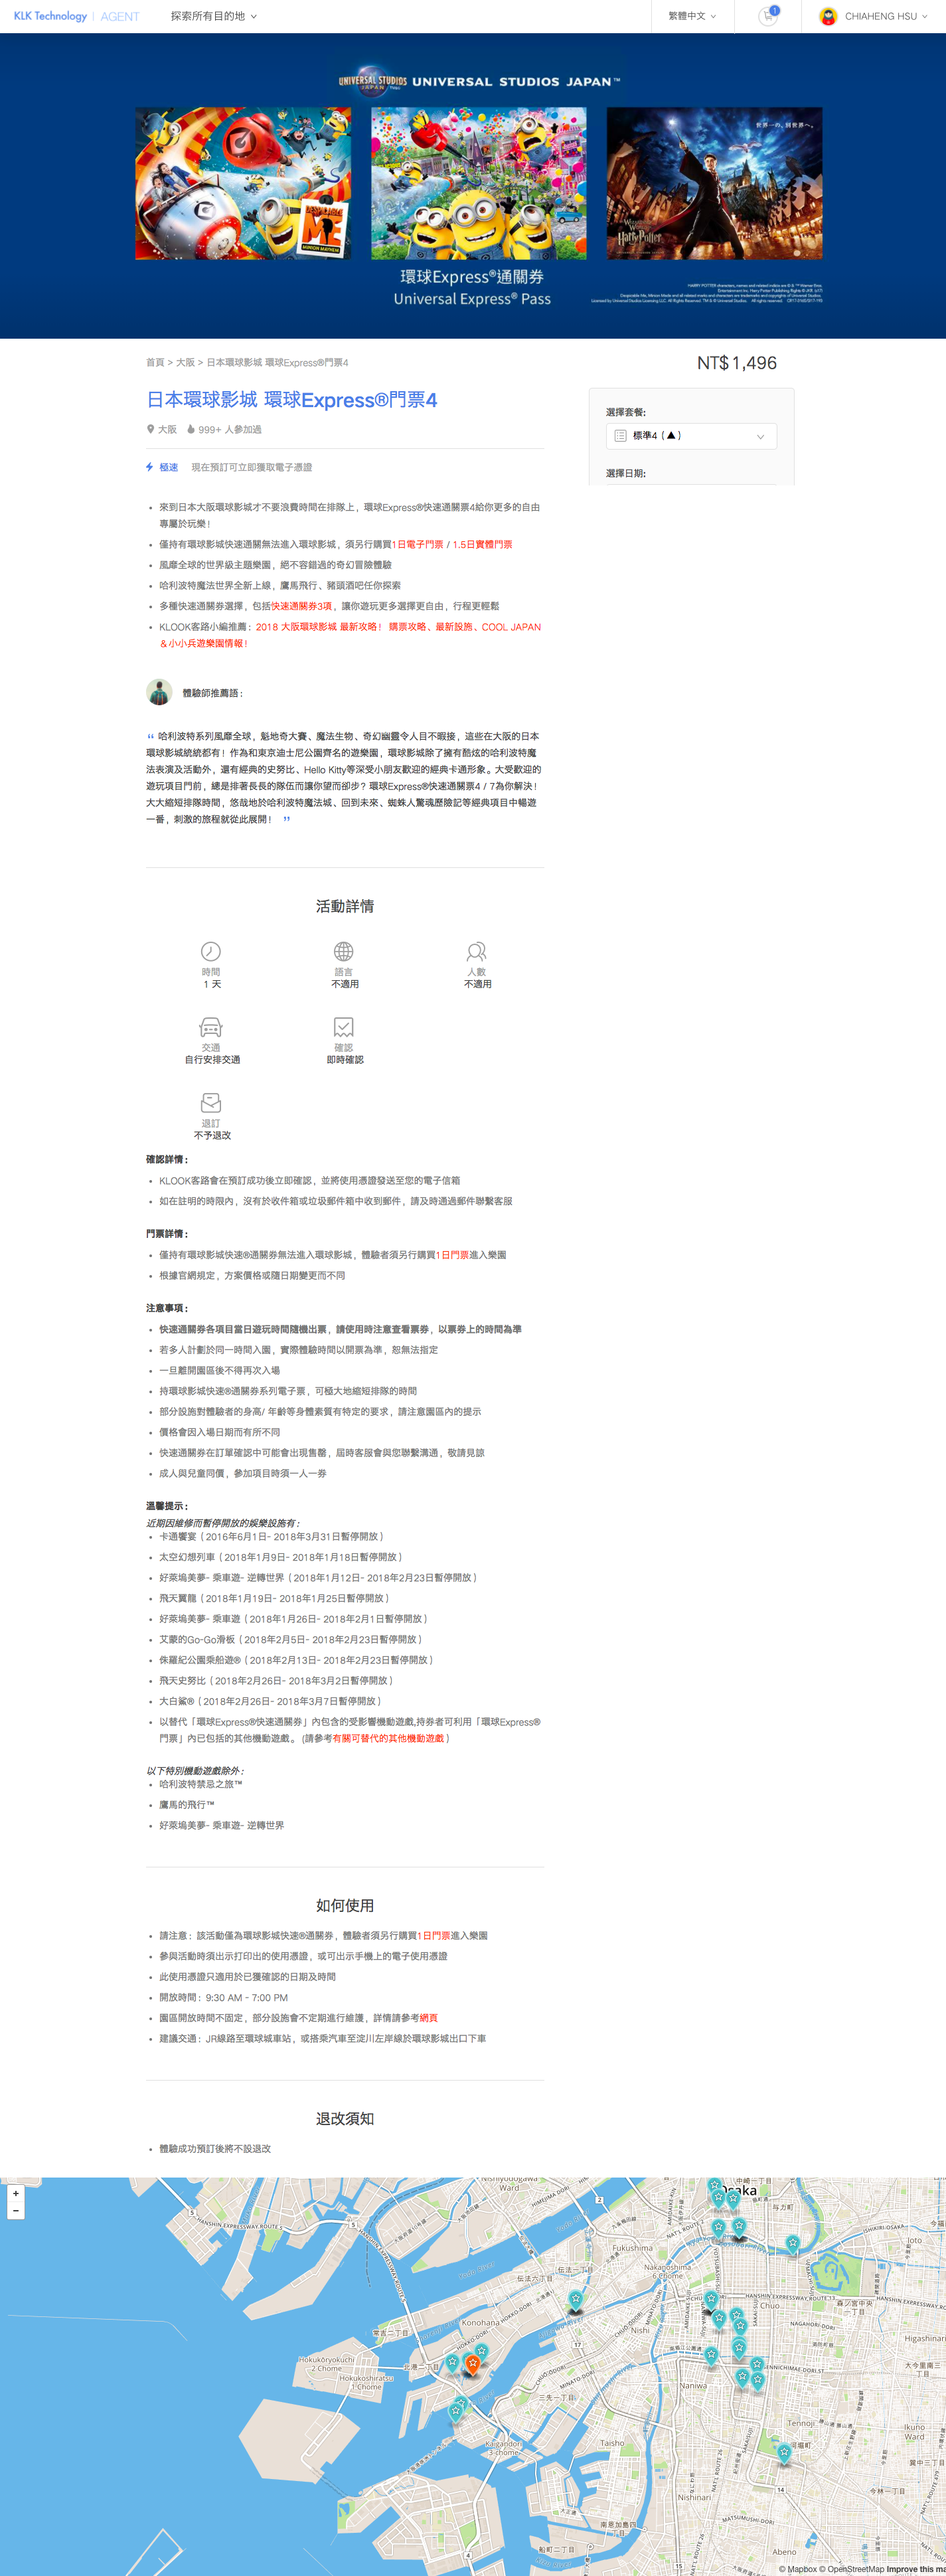 KLK Technology | AGENT
探索所有目的地
繁體中文
1
CHIAHENG HSU
UNIVERSAL STUDIOS JAPAN
UNIVERSAL STUDIOS JAPAN™
世界一の、別世界へ。
DESPICABLE ME
MINION MAYHEM
Harry Potter
環球Express®通關券
Universal Express® Pass
首頁 > 大阪 > 日本環球影城 環球Express®門票4
NT$ 1,496
日本環球影城 環球Express®門票4
大阪
999+ 人參加過
極速
現在預訂可立即獲取電子憑證
選擇套餐:
標準4（▲）
選擇日期:
• 來到日本大阪環球影城才不要浪費時間在排隊上，環球Express®快速通關票4給你更多的自由
專屬於玩樂！
• 僅持有環球影城快速通關無法進入環球影城，須另行購買1日電子門票 / 1.5日實體門票
• 風靡全球的世界級主題樂園，絕不容錯過的奇幻冒險體驗
• 哈利波特魔法世界全新上線，鷹馬飛行、豬頭酒吧任你探索
• 多種快速通關券選擇，包括快速通關券3項，讓你遊玩更多選擇更自由，行程更輕鬆
• KLOOK客路小編推薦：2018 大阪環球影城 最新攻略！ 購票攻略、最新設施、COOL JAPAN
＆小小兵遊樂園情報！
體驗師推薦語：
“ 哈利波特系列風靡全球，魁地奇大賽、魔法生物、奇幻幽靈令人目不暇接，這些在大阪的日本
環球影城統統都有！作為和東京迪士尼公園齊名的遊樂園，環球影城除了擁有酷炫的哈利波特魔
法表演及活動外，還有經典的史努比、Hello Kitty等深受小朋友歡迎的經典卡通形象。大受歡迎的
遊玩項目門前，總是排著長長的隊伍而讓你望而卻步？環球Express®快速通關票4 / 7為你解決！
大大縮短排隊時間，悠哉地於哈利波特魔法城、回到未來、蜘蛛人驚魂歷險記等經典項目中暢遊
一番，刺激的旅程就從此展開！ ”
活動詳情
時間
1 天
語言
不適用
人數
不適用
交通
自行安排交通
確認
即時確認
退訂
不予退改
確認詳情：
• KLOOK客路會在預訂成功後立即確認，並將使用憑證發送至您的電子信箱
• 如在註明的時限內，沒有於收件箱或垃圾郵件箱中收到郵件，請及時通過郵件聯繫客服
門票詳情：
• 僅持有環球影城快速®通關券無法進入環球影城，體驗者須另行購買1日門票進入樂園
• 根據官網規定，方案價格或隨日期變更而不同
注意事項：
• 快速通關券各項目當日遊玩時間隨機出票，請使用時注意查看票券，以票券上的時間為準
• 若多人計劃於同一時間入園，實際體驗時間以開票為準，恕無法指定
• 一旦離開園區後不得再次入場
• 持環球影城快速®通關券系列電子票，可極大地縮短排隊的時間
• 部分設施對體驗者的身高/ 年齡等身體素質有特定的要求，請注意園區內的提示
• 價格會因入場日期而有所不同
• 快速通關券在訂單確認中可能會出現售罄，屆時客服會與您聯繫溝通，敬請見諒
• 成人與兒童同價，參加項目時須一人一券
溫馨提示：
近期因維修而暫停開放的娛樂設施有：
• 卡通饗宴（2016年6月1日- 2018年3月31日暫停開放）
• 太空幻想列車（2018年1月9日- 2018年1月18日暫停開放）
• 好萊塢美夢- 乘車遊- 逆轉世界（2018年1月12日- 2018年2月23日暫停開放）
• 飛天翼龍（2018年1月19日- 2018年1月25日暫停開放）
• 好萊塢美夢- 乘車遊（2018年1月26日- 2018年2月1日暫停開放）
• 艾蒙的Go-Go滑板（2018年2月5日- 2018年2月23日暫停開放）
• 侏羅紀公園乘船遊®（2018年2月13日- 2018年2月23日暫停開放）
• 飛天史努比（2018年2月26日- 2018年3月2日暫停開放）
• 大白鯊®（2018年2月26日- 2018年3月7日暫停開放）
• 以替代「環球Express®快速通關券」內包含的受影響機動遊戲,持券者可利用「環球Express®
門票」內已包括的其他機動遊戲。（請參考有關可替代的其他機動遊戲）
以下特別機動遊戲除外：
• 哈利波特禁忌之旅™
• 鷹馬的飛行™
• 好萊塢美夢- 乘車遊- 逆轉世界
如何使用
• 請注意：該活動僅為環球影城快速®通關券，體驗者須另行購買1日門票進入樂園
• 參與活動時須出示打印出的使用憑證，或可出示手機上的電子使用憑證
• 此使用憑證只適用於已獲確認的日期及時間
• 開放時間：9:30 AM - 7:00 PM
• 園區開放時間不固定，部分設施會不定期進行維護，詳情請參考網頁
• 建議交通：JR線路至環球城車站，或搭乘汽車至淀川左岸線於環球影城出口下車
退改須知
• 體驗成功預訂後將不設退改
+
−
Nishiyodogawa
Ward
Osaka
HANSHIN EXPRESSWAY ROUTE 5
Fukushima
Konohana
Nishi
Chuo
Hokukōryokuchi
2-Chome
Hokukoshiratsu
1-Chome
Higashinari
Naniwa
Tennoji
Ikuno
Ward
Taisho
Nishinari
Abeno
© Mapbox © OpenStreetMap Improve this ma